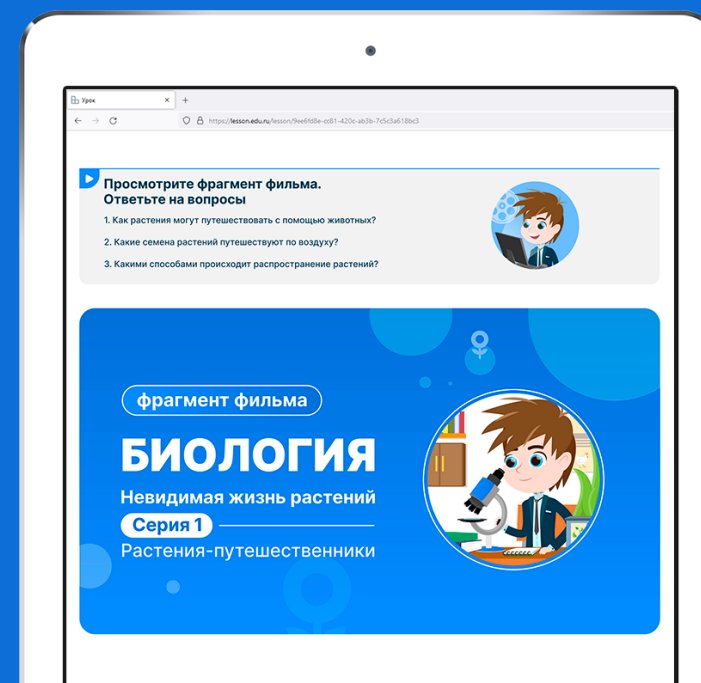 Урок
https://lesson.edu.ru/lesson/9ee6fd8e-cd81-420c-ab3b-7c5c3a618bc3
Просмотрите фрагмент фильма.
Ответьте на вопросы
1. Как растения могут путешествовать с помощью животных?
2. Какие семена растений путешествуют по воздуху?
3. Какими способами происходит распространение растений?
фрагмент фильма
БИОЛОГИЯ
Невидимая жизнь растений
Серия 1
Растения-путешественники